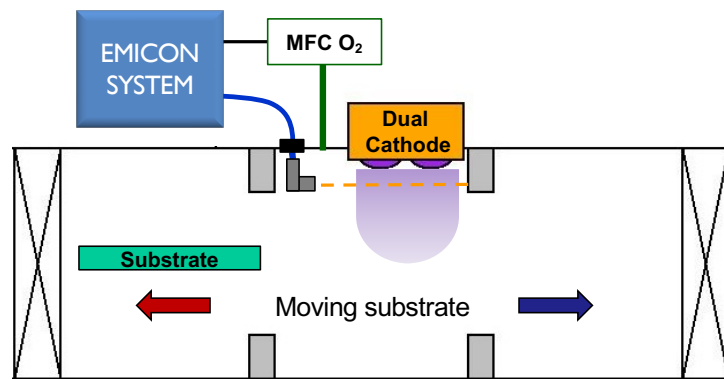 EMICON
SYSTEM
MFC O₂
Dual
Cathode
Substrate
Moving substrate